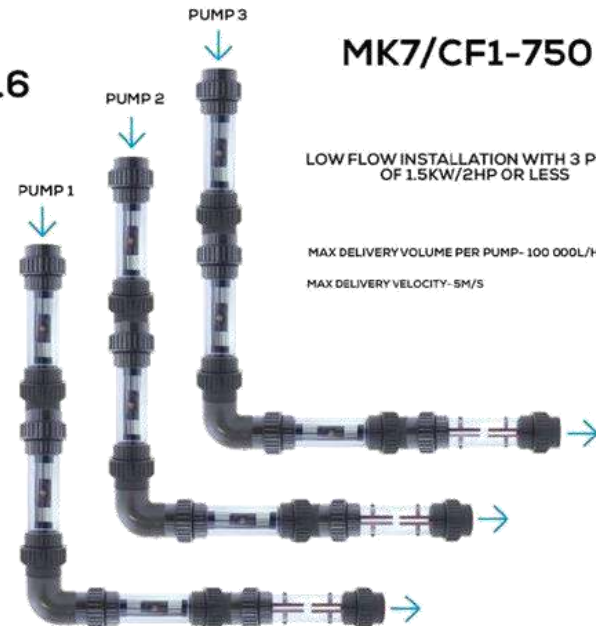 PUMP 3
MK7/CF1-750
.6
PUMP 2
LOW FLOW INSTALLATION WITH 3 P
OF 1.5KW/2HP OR LESS
PUMP 1
MAX DELIVERY VOLUME PER PUMP- 100 000L/H
MAX DELIVERY VELOCITY- 5M/S